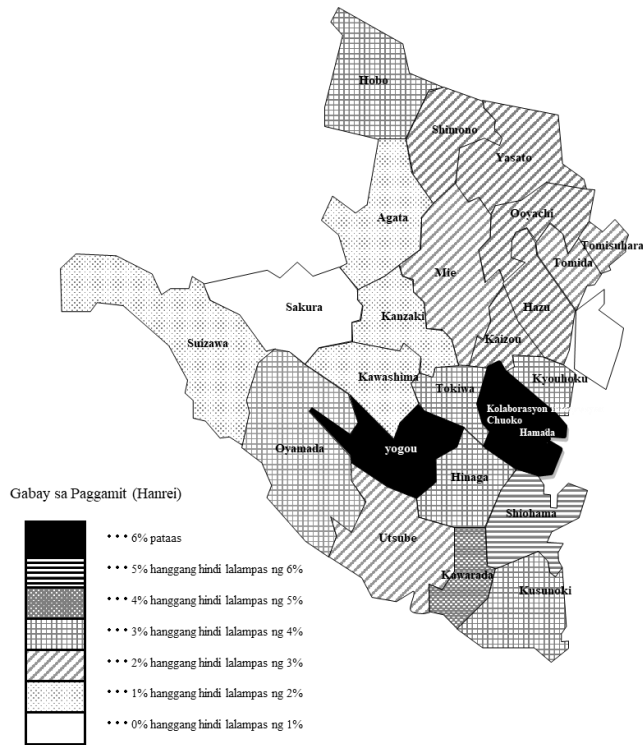 Hobo
Shimono
Yasato
Agata
Ooyachi
Tomisuhara
Mie
Tomida
Sakura
Kanzaki
Hazu
Suizawa
Kaizou
Kawashima
Tokiwa
Kyouhoku
Kolaborasyon
Chuoko
Hamada
Oyamada
yogou
Hinaga
Shiohama
Utsube
Kawarada
Kusunoki
Gabay sa Paggamit (Hanrei)
･･･ 6% pataas
･･･ 5% hanggang hindi lalampas ng 6%
･･･ 4% hanggang hindi lalampas ng 5%
･･･ 3% hanggang hindi lalampas ng 4%
･･･ 2% hanggang hindi lalampas ng 3%
･･･ 1% hanggang hindi lalampas ng 2%
･･･ 0% hanggang hindi lalampas ng 1%